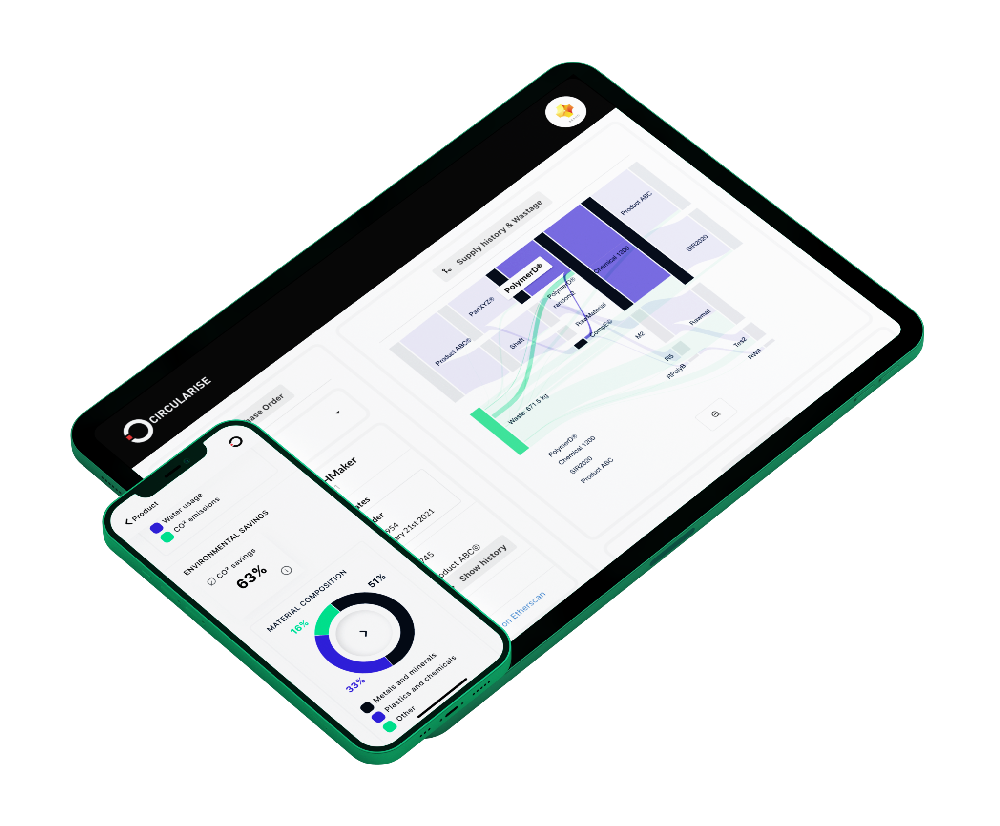 CIRCULARISE
BRAND
Supply history & Wastage
Product ABC
SIR2020
Chemical 1200
PolymerD®
PartXYZ®
PolymerD®
random2
RawMaterial
CompE©
Product ABC©
Shaft
M2
Rawmat
R5
RPolyB
Tes2
RW8
Waste: 671.5 kg
PolymerD®
Chemical 1200
SIR2020
Product ABC
hase Order
HMaker
1
ates
der
954
ary 21st 2021
745
oduct ABC©
Show history
on Etherscan
Product
Water usage
CO² emissions
ENVIRONMENTAL SAVINGS
CO² savings
63%
MATERIAL COMPOSITION
51%
16%
33%
Metals and minerals
Plastics and chemicals
Other